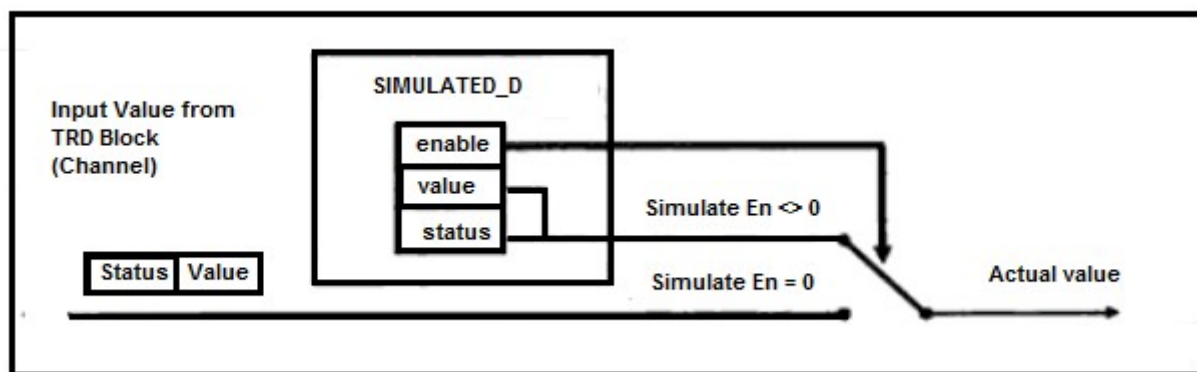 Input Value from
TRD Block
(Channel)
SIMULATED_D
enable
value
status
Status Value
Simulate En <> 0
Simulate En = 0
Actual value